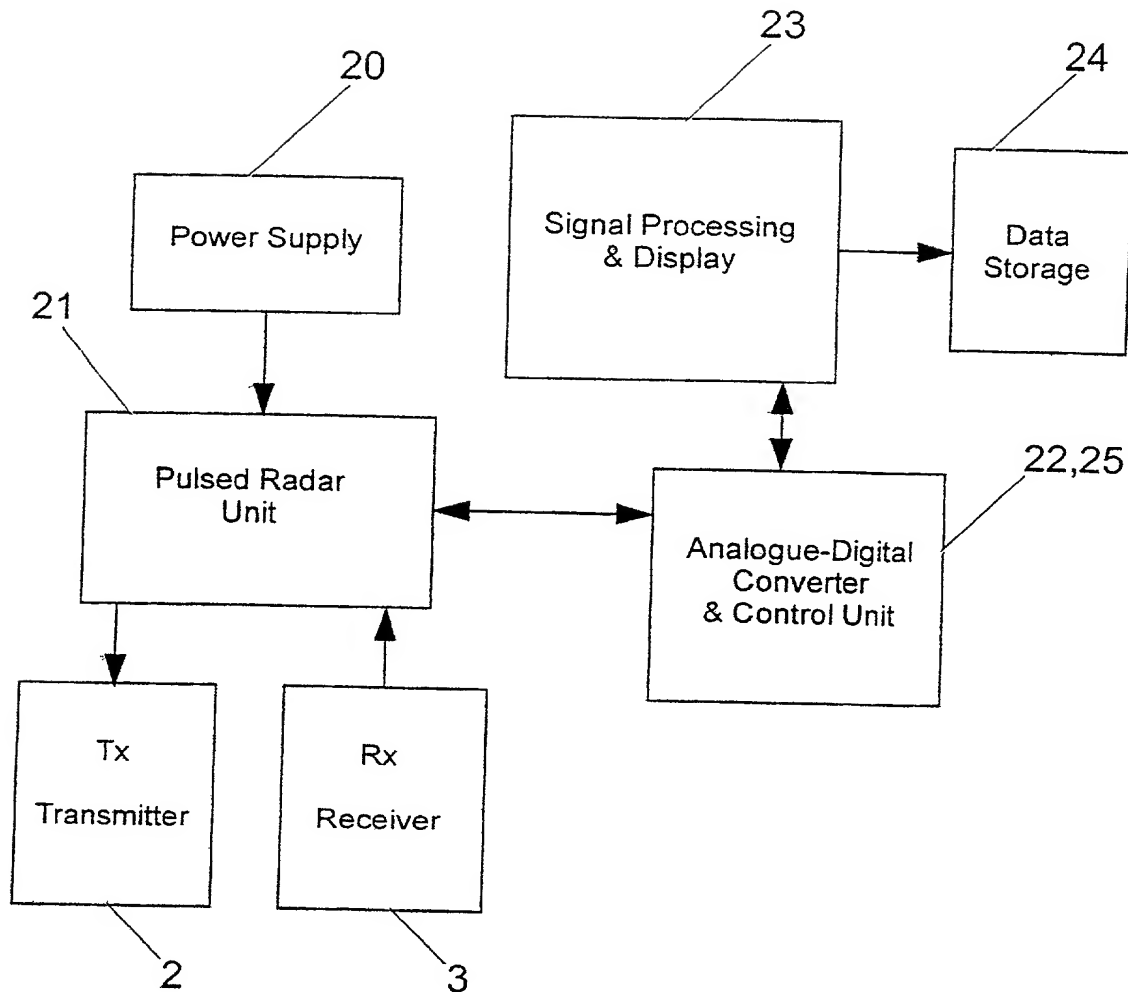 23
24
20
Signal Processing
& Display
Data
Storage
Power Supply
21
Pulsed Radar
Unit
22,25
Analogue-Digital
Converter
& Control Unit
Tx
Transmitter
Rx
Receiver
2
3